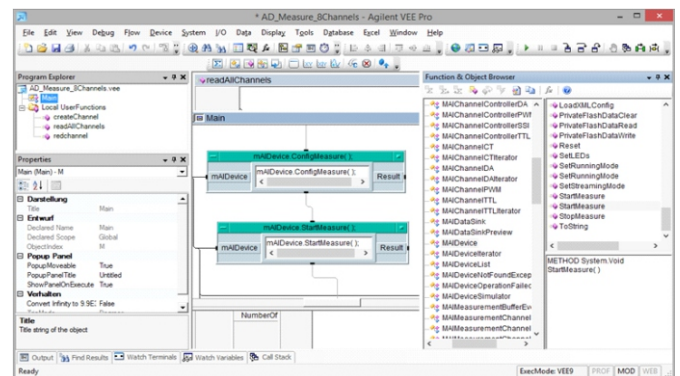 * AD_Measure_8Channels - Agilent VEE Pro
File Edit View Debug Flow Device System I/O Data Display Tools Database Excel Window Help
Program Explorer
AD_Measure_8Channels.vee
Main
Local UserFunctions
createChannel
readAllChannels
redchannel
Properties
Main (Main) - M
Darstellung
Title Main
Entwurf
Declared Name Main
Declared Scope Global
ObjectIndex M
Popup Panel
PopupMoveable True
PopupPanelTitle Untitled
ShowPanelOnExecute True
Verhalten
Convert Infinity to 9.9E: False
Title
Title string of the object
readAllChannels
Main
mAIDevice.ConfigMeasure( );
mAIDevice
mAIDevice.ConfigMeasure( );
Result
mAIDevice.StartMeasure( );
mAIDevice
mAIDevice.StartMeasure( );
Result
NumberOf
Function & Object Browser
MAIChannelControllerDA
MAIChannelControllerPWM
MAIChannelControllerSSI
MAIChannelControllerTTL
MAIChannelCT
MAIChannelCTIterator
MAIChannelDA
MAIChannelDAIterator
MAIChannelPWM
MAIChannelTTL
MAIChannelTTLIterator
MAIDataSink
MAIDataSinkPreview
MAIDevice
MAIDeviceIterator
MAIDeviceList
MAIDeviceNotFoundExcep
MAIDeviceOperationFailed
MAIDeviceSimulator
MAIMeasurementBufferEv
MAIMeasurementChannel
MAIMeasurementChannel
LoadXMLConfig
PrivateFlashDataClear
PrivateFlashDataRead
PrivateFlashDataWrite
Reset
SetLEDs
SetRunningMode
SetRunningMode
SetStreamingMode
StartMeasure
StartMeasure
StopMeasure
ToString
METHOD System.Void
StartMeasure( )
Output Find Results Watch Terminals Watch Variables Call Stack
Ready
ExecMode: VEE9 PROF MOD WEB